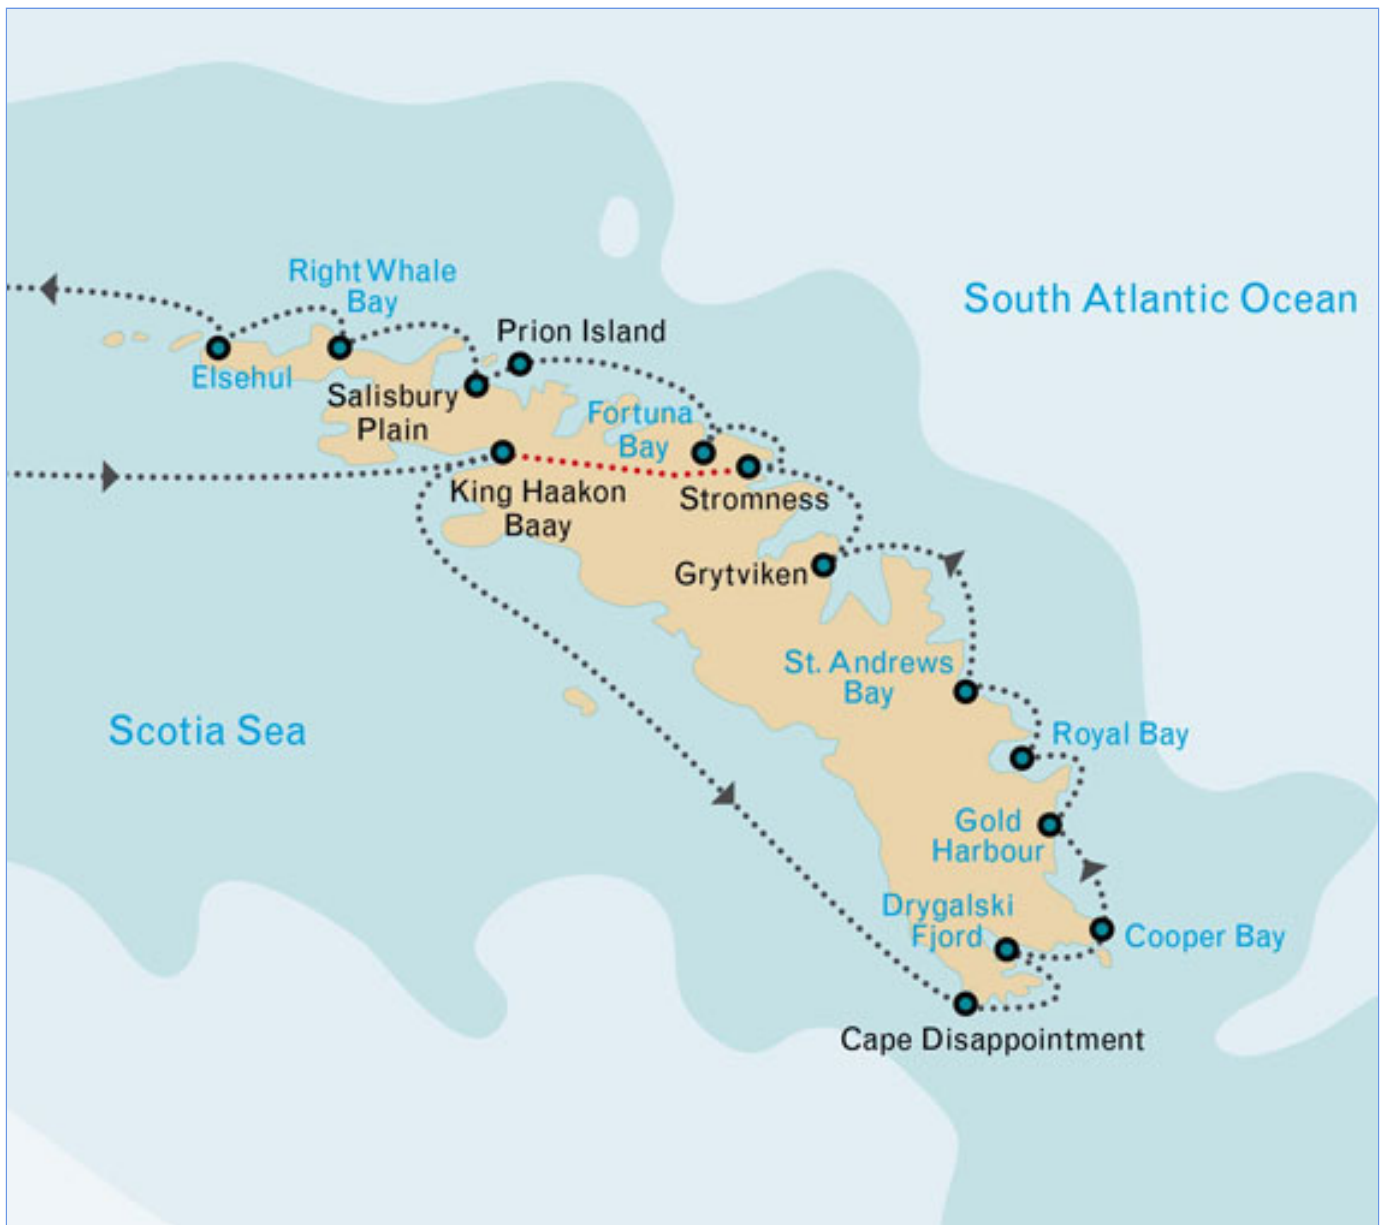 Right Whale
Bay
South Atlantic Ocean
Prion Island
Elsehul
Salisbury
Plain
Fortuna
Bay
King Haakon
Baay
Stromness
Grytviken
St. Andrews
Bay
Scotia Sea
Royal Bay
Gold
Harbour
Drygalski
Fjord
Cooper Bay
Cape Disappointment